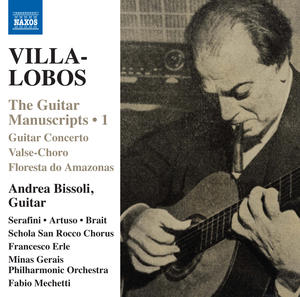 NAXOS
VILLA-
LOBOS
The Guitar
Manuscripts • 1
Guitar Concerto
Valse-Choro
Floresta do Amazonas
Andrea Bissoli,
Guitar
Serafini • Artuso • Brait
Schola San Rocco Chorus
Francesco Erle
Minas Gerais
Philharmonic Orchestra
Fabio Mechetti